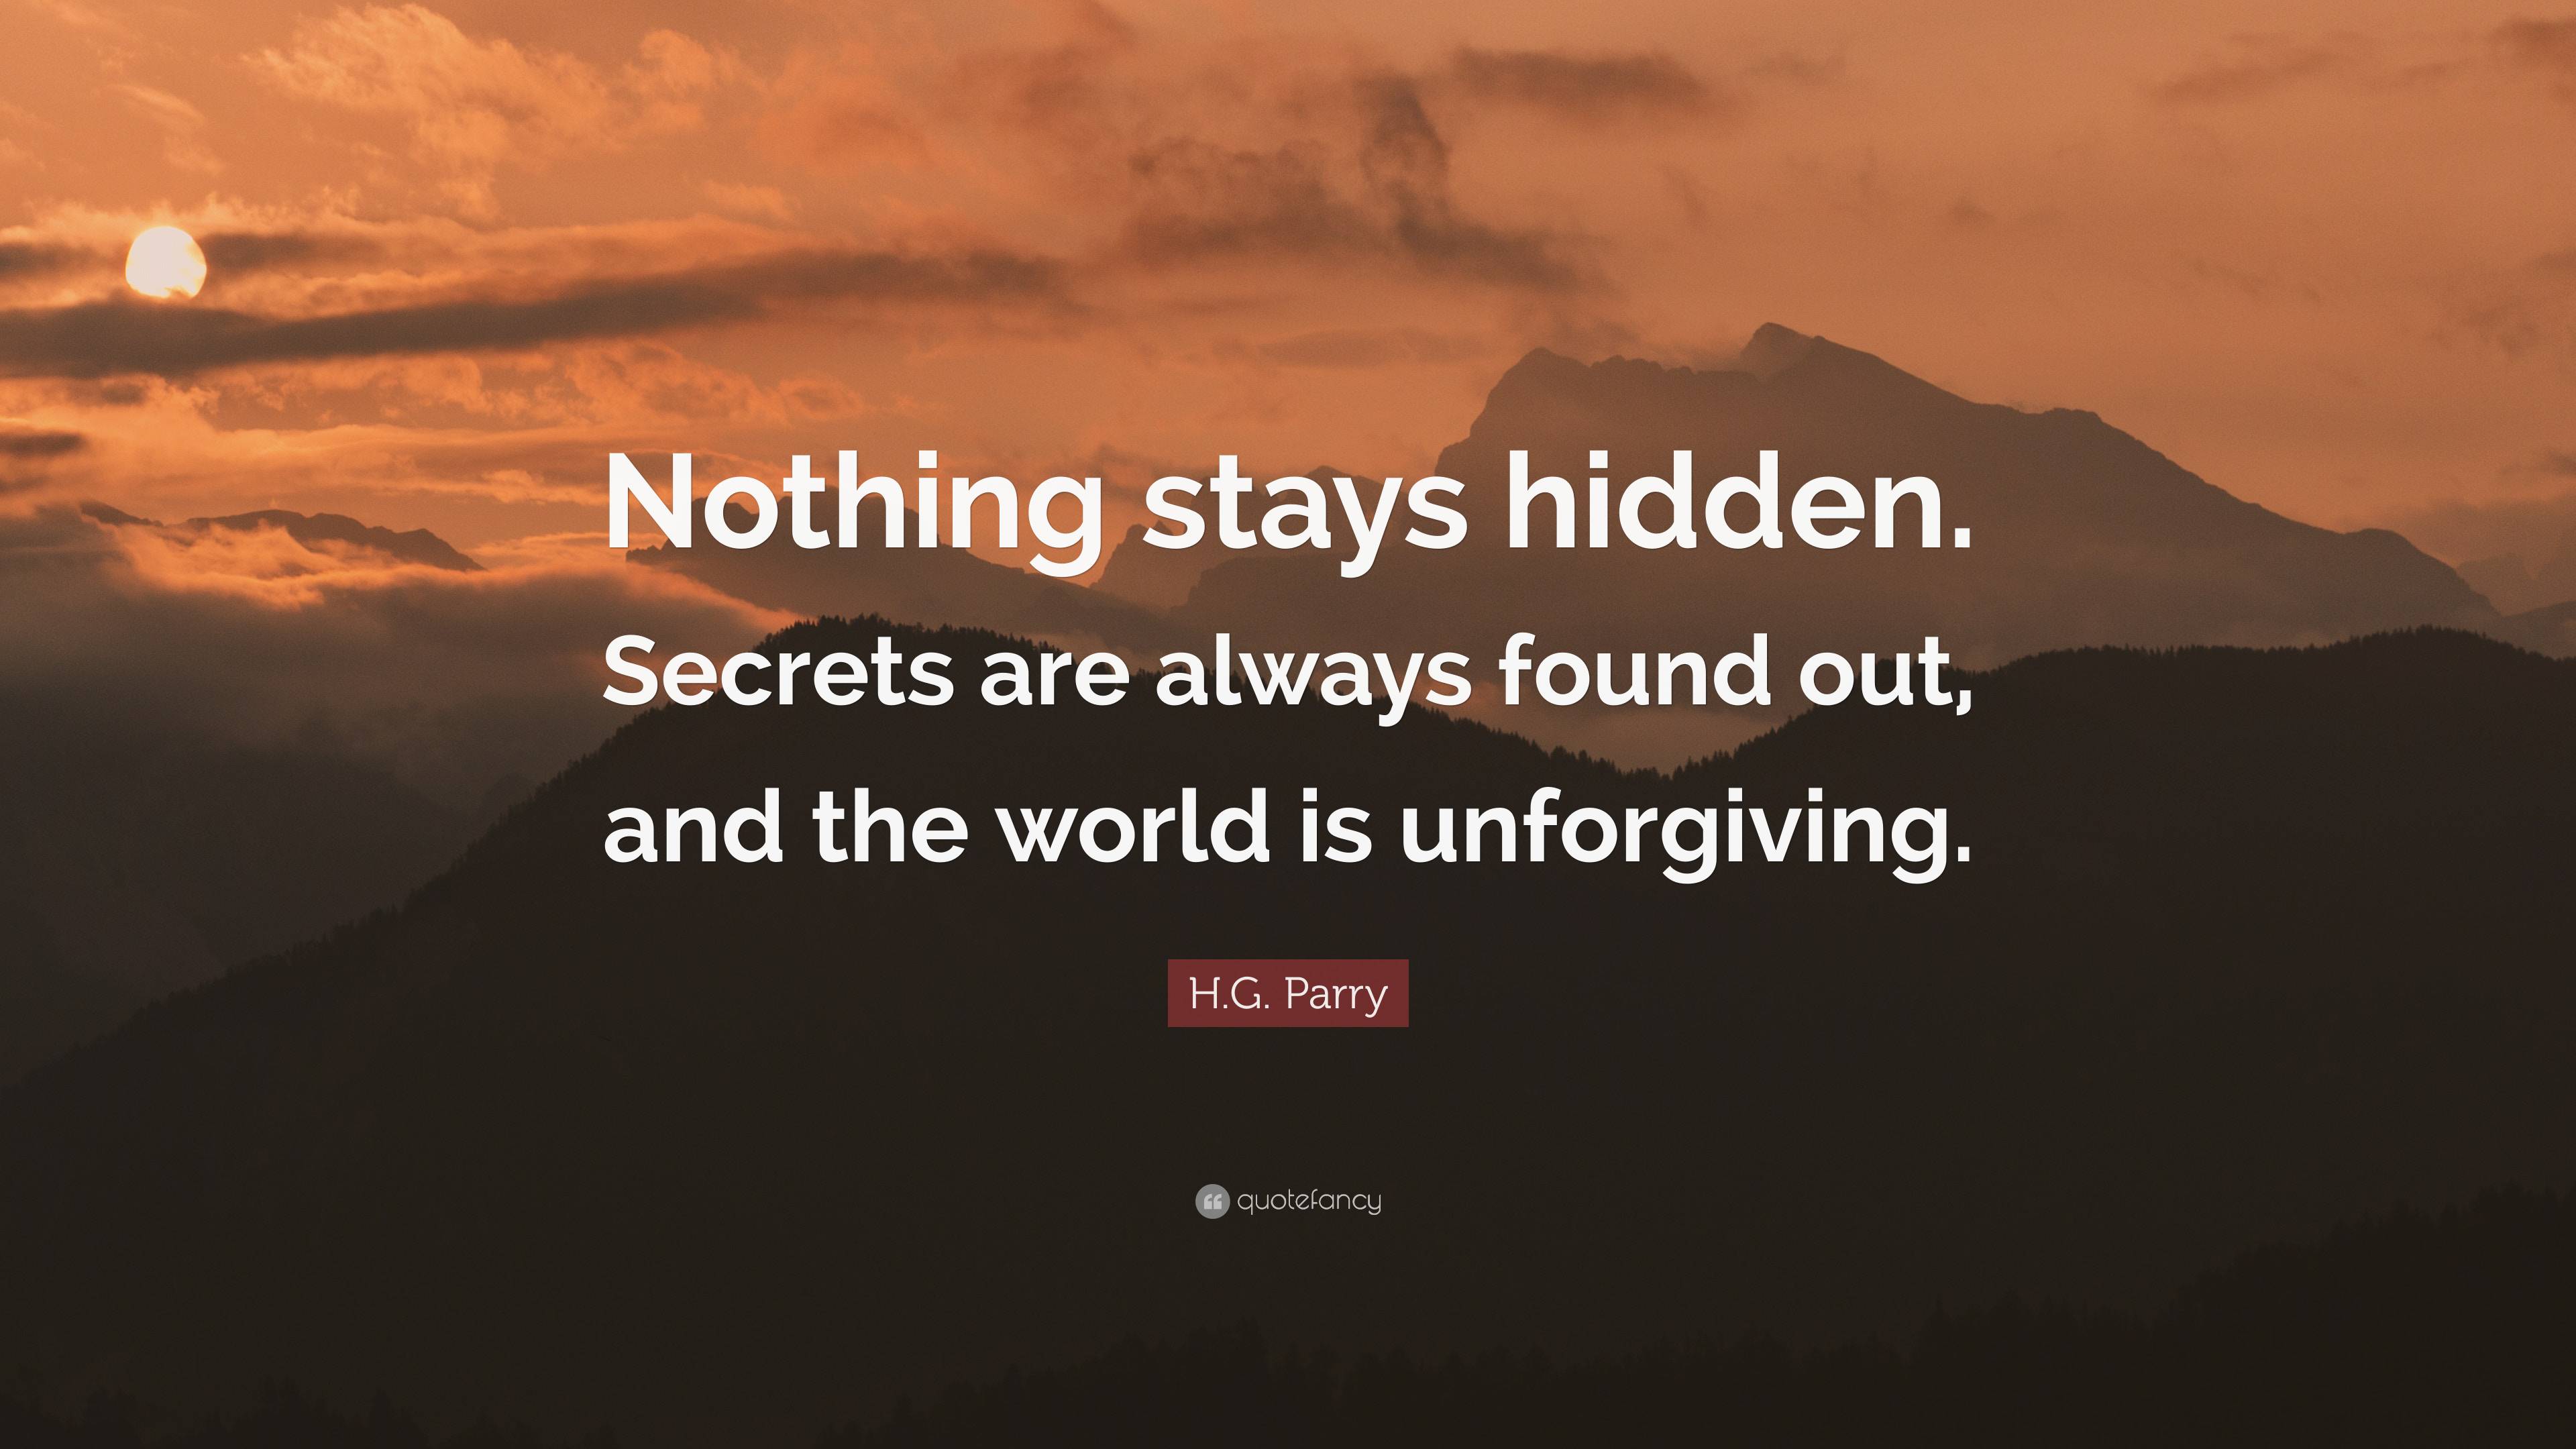 Nothing stays hidden.
Secrets are always found out,
and the world is unforgiving.
H.G. Parry
quotefancy